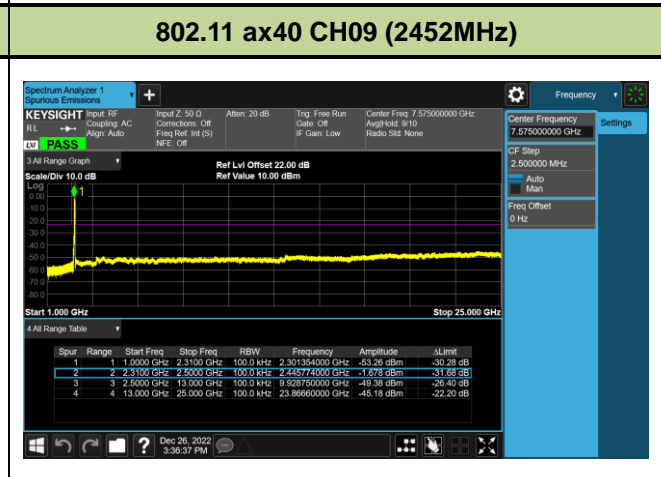 802.11 ax40 CH09 (2452MHz)
Spectrum Analyzer 1
Spurious Emissions
Frequency
KEYSIGHT Input: RF Input Z: 50 Ω Atten: 20 dB Trig: Free Run Center Freq: 7.575000000 GHz
R L Coupling: AC Corrections: Off Gate: Off Avg|Hold: 9/10
Align: Auto Freq Ref: Int (S) IF Gain: Low Radio Std: None
LXI PASS NFE: Off
Center Frequency
7.575000000 GHz
Settings
CF Step
2.500000 MHz
Auto
Man
Freq Offset
0 Hz
3 All Range Graph
Ref Lvl Offset 22.00 dB
Scale/Div 10.0 dB Ref Value 10.00 dBm
Log
1
0.00
-10.0
-20.0
-30.0
-40.0
-50.0
-60.0
-70.0
-80.0
Start 1.000 GHz Stop 25.000 GHz
4 All Range Table
Spur Range Start Freq Stop Freq RBW Frequency Amplitude ΔLimit
1 1 1.0000 GHz 2.3100 GHz 100.0 kHz 2.301354000 GHz -53.26 dBm -30.28 dB
2 2 2.3100 GHz 2.5000 GHz 100.0 kHz 2.445774000 GHz -1.678 dBm -31.68 dB
3 3 2.5000 GHz 13.000 GHz 100.0 kHz 9.928750000 GHz -49.38 dBm -26.40 dB
4 4 13.000 GHz 25.000 GHz 100.0 kHz 23.86660000 GHz -45.18 dBm -22.20 dB
Dec 26, 2022
3:36:37 PM